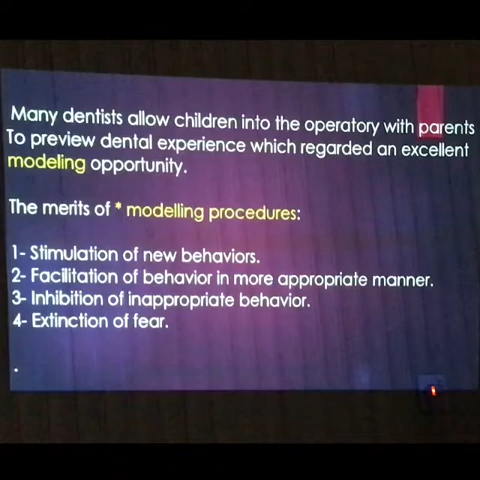 Many dentists allow children into the operatory with parents
To preview dental experience which regarded an excellent
modeling opportunity.
The merits of * modelling procedures:
1- Stimulation of new behaviors.
2- Facilitation of behavior in more appropriate manner.
3- Inhibition of inappropriate behavior.
4- Extinction of fear.
.